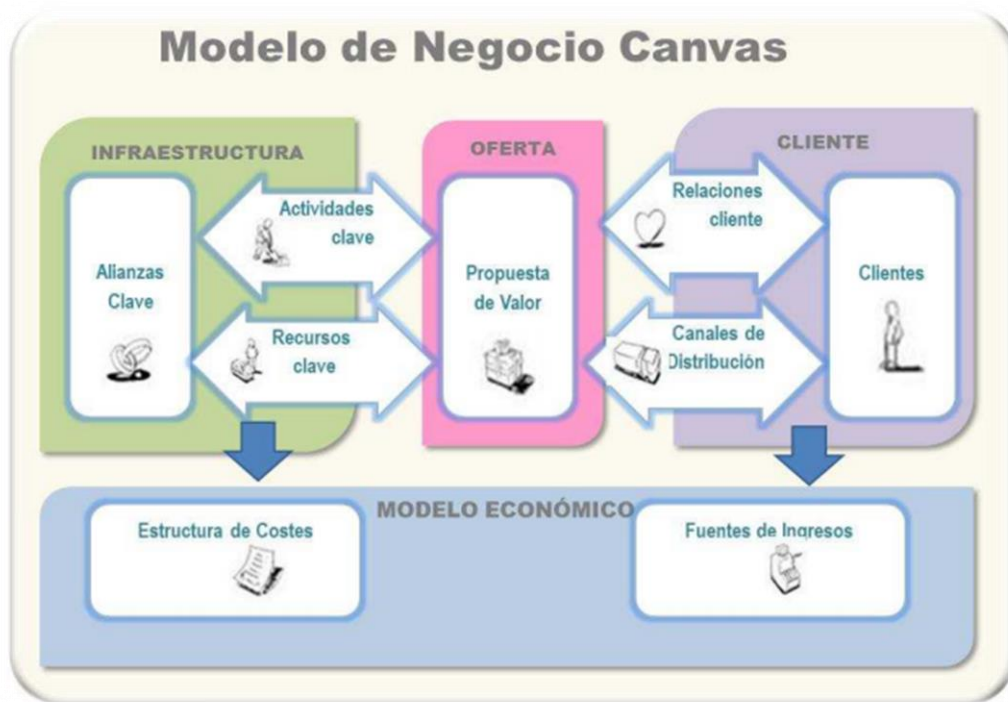 Modelo de Negocio Canvas
INFRAESTRUCTURA
OFERTA
CLIENTE
Alianzas
Clave
Actividades
clave
Recursos
clave
Propuesta
de Valor
Relaciones
cliente
Canales de
Distribución
Clientes
MODELO ECONÓMICO
Estructura de Costes
Fuentes de Ingresos